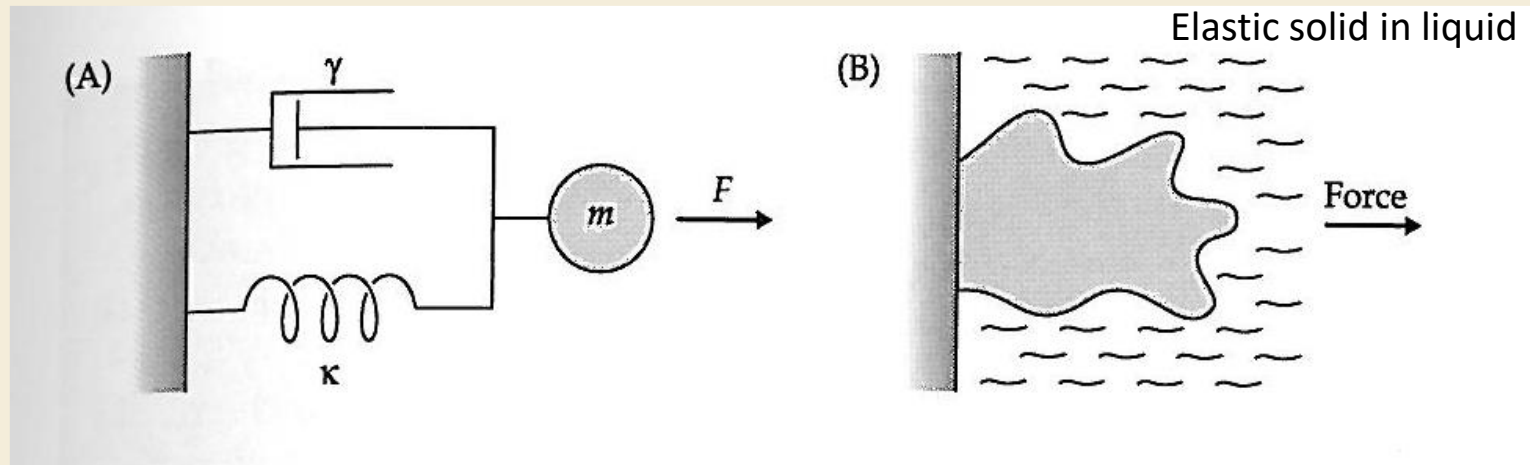 Elastic solid in liquid
(A)
γ
m
F
κ
(B)
Force